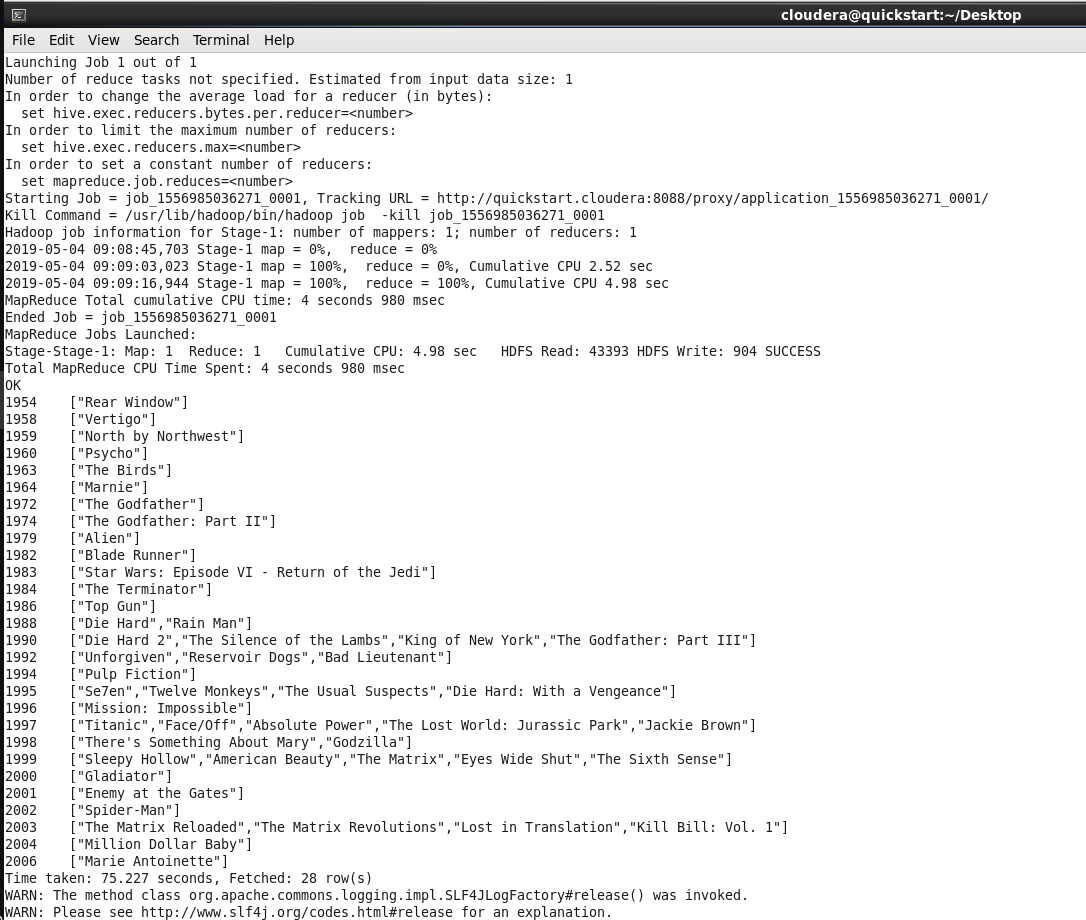 cloudera@quickstart:~/Desktop
File Edit View Search Terminal Help
Launching Job 1 out of 1
Number of reduce tasks not specified. Estimated from input data size: 1
In order to change the average load for a reducer (in bytes):
  set hive.exec.reducers.bytes.per.reducer=<number>
In order to limit the maximum number of reducers:
  set hive.exec.reducers.max=<number>
In order to set a constant number of reducers:
  set mapreduce.job.reduces=<number>
Starting Job = job_1556985036271_0001, Tracking URL = http://quickstart.cloudera:8088/proxy/application_1556985036271_0001/
Kill Command = /usr/lib/hadoop/bin/hadoop job  -kill job_1556985036271_0001
Hadoop job information for Stage-1: number of mappers: 1; number of reducers: 1
2019-05-04 09:08:45,703 Stage-1 map = 0%,  reduce = 0%
2019-05-04 09:09:03,023 Stage-1 map = 100%,  reduce = 0%, Cumulative CPU 2.52 sec
2019-05-04 09:09:16,944 Stage-1 map = 100%,  reduce = 100%, Cumulative CPU 4.98 sec
MapReduce Total cumulative CPU time: 4 seconds 980 msec
Ended Job = job_1556985036271_0001
MapReduce Jobs Launched:
Stage-Stage-1: Map: 1  Reduce: 1   Cumulative CPU: 4.98 sec   HDFS Read: 43393 HDFS Write: 904 SUCCESS
Total MapReduce CPU Time Spent: 4 seconds 980 msec
OK
1954    ["Rear Window"]
1958    ["Vertigo"]
1959    ["North by Northwest"]
1960    ["Psycho"]
1963    ["The Birds"]
1964    ["Marnie"]
1972    ["The Godfather"]
1974    ["The Godfather: Part II"]
1979    ["Alien"]
1982    ["Blade Runner"]
1983    ["Star Wars: Episode VI - Return of the Jedi"]
1984    ["The Terminator"]
1986    ["Top Gun"]
1988    ["Die Hard","Rain Man"]
1990    ["Die Hard 2","The Silence of the Lambs","King of New York","The Godfather: Part III"]
1992    ["Unforgiven","Reservoir Dogs","Bad Lieutenant"]
1994    ["Pulp Fiction"]
1995    ["Se7en","Twelve Monkeys","The Usual Suspects","Die Hard: With a Vengeance"]
1996    ["Mission: Impossible"]
1997    ["Titanic","Face/Off","Absolute Power","The Lost World: Jurassic Park","Jackie Brown"]
1998    ["There's Something About Mary","Godzilla"]
1999    ["Sleepy Hollow","American Beauty","The Matrix","Eyes Wide Shut","The Sixth Sense"]
2000    ["Gladiator"]
2001    ["Enemy at the Gates"]
2002    ["Spider-Man"]
2003    ["The Matrix Reloaded","The Matrix Revolutions","Lost in Translation","Kill Bill: Vol. 1"]
2004    ["Million Dollar Baby"]
2006    ["Marie Antoinette"]
Time taken: 75.227 seconds, Fetched: 28 row(s)
WARN: The method class org.apache.commons.logging.impl.SLF4JLogFactory#release() was invoked.
WARN: Please see http://www.slf4j.org/codes.html#release for an explanation.